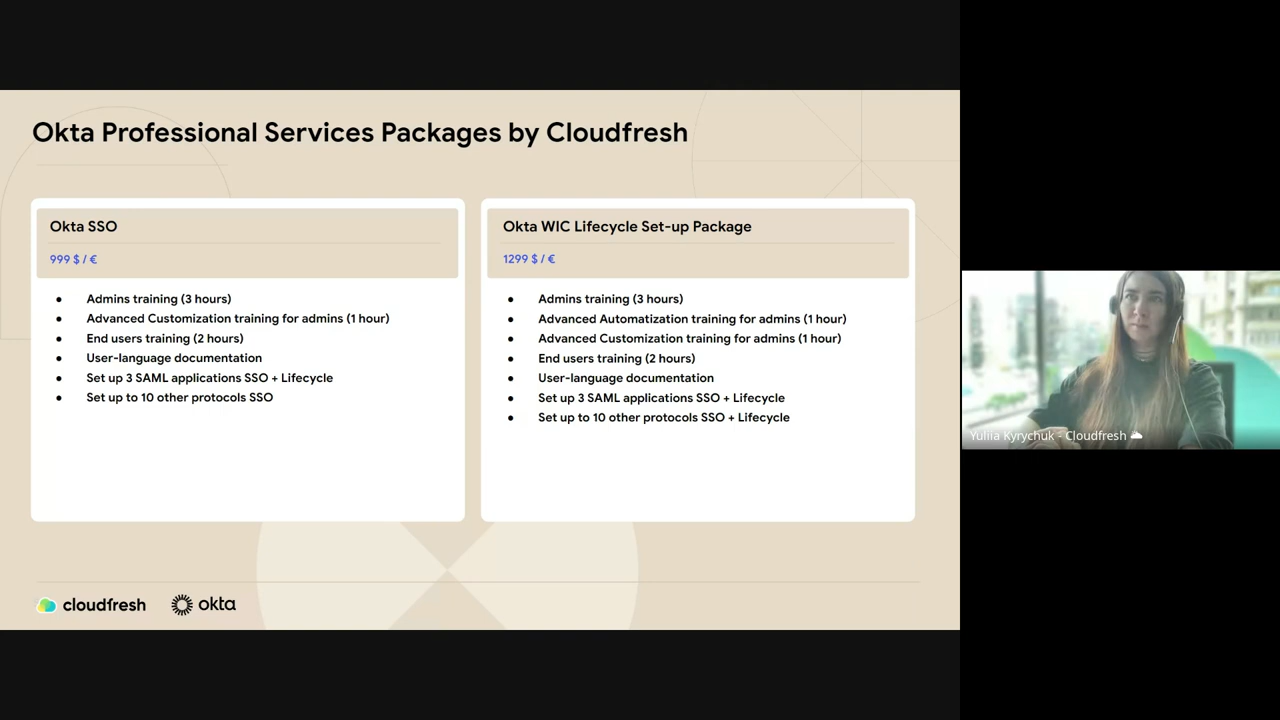 Okta Professional Services Packages by Cloudfresh
Okta SSO
999 $ / €
● Admins training (3 hours)
● Advanced Customization training for admins (1 hour)
● End users training (2 hours)
● User-language documentation
● Set up 3 SAML applications SSO + Lifecycle
● Set up to 10 other protocols SSO
Okta WIC Lifecycle Set-up Package
1299 $ / €
● Admins training (3 hours)
● Advanced Automatization training for admins (1 hour)
● Advanced Customization training for admins (1 hour)
● End users training (2 hours)
● User-language documentation
● Set up 3 SAML applications SSO + Lifecycle
● Set up to 10 other protocols SSO + Lifecycle
Yuliia Kyrychuk - Cloudfresh 🌥
cloudfresh
okta